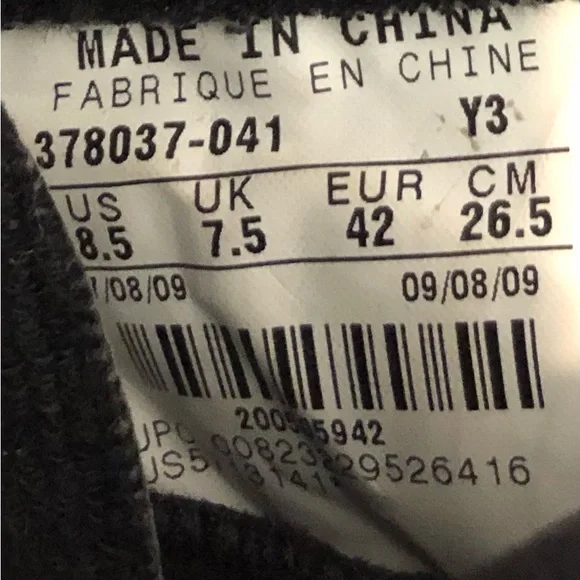 MADE IN CHINA
FABRIQUE EN CHINE
378037-041 Y3
US UK EUR CM
8.5 7.5 42 26.5
/08/09 09/08/09